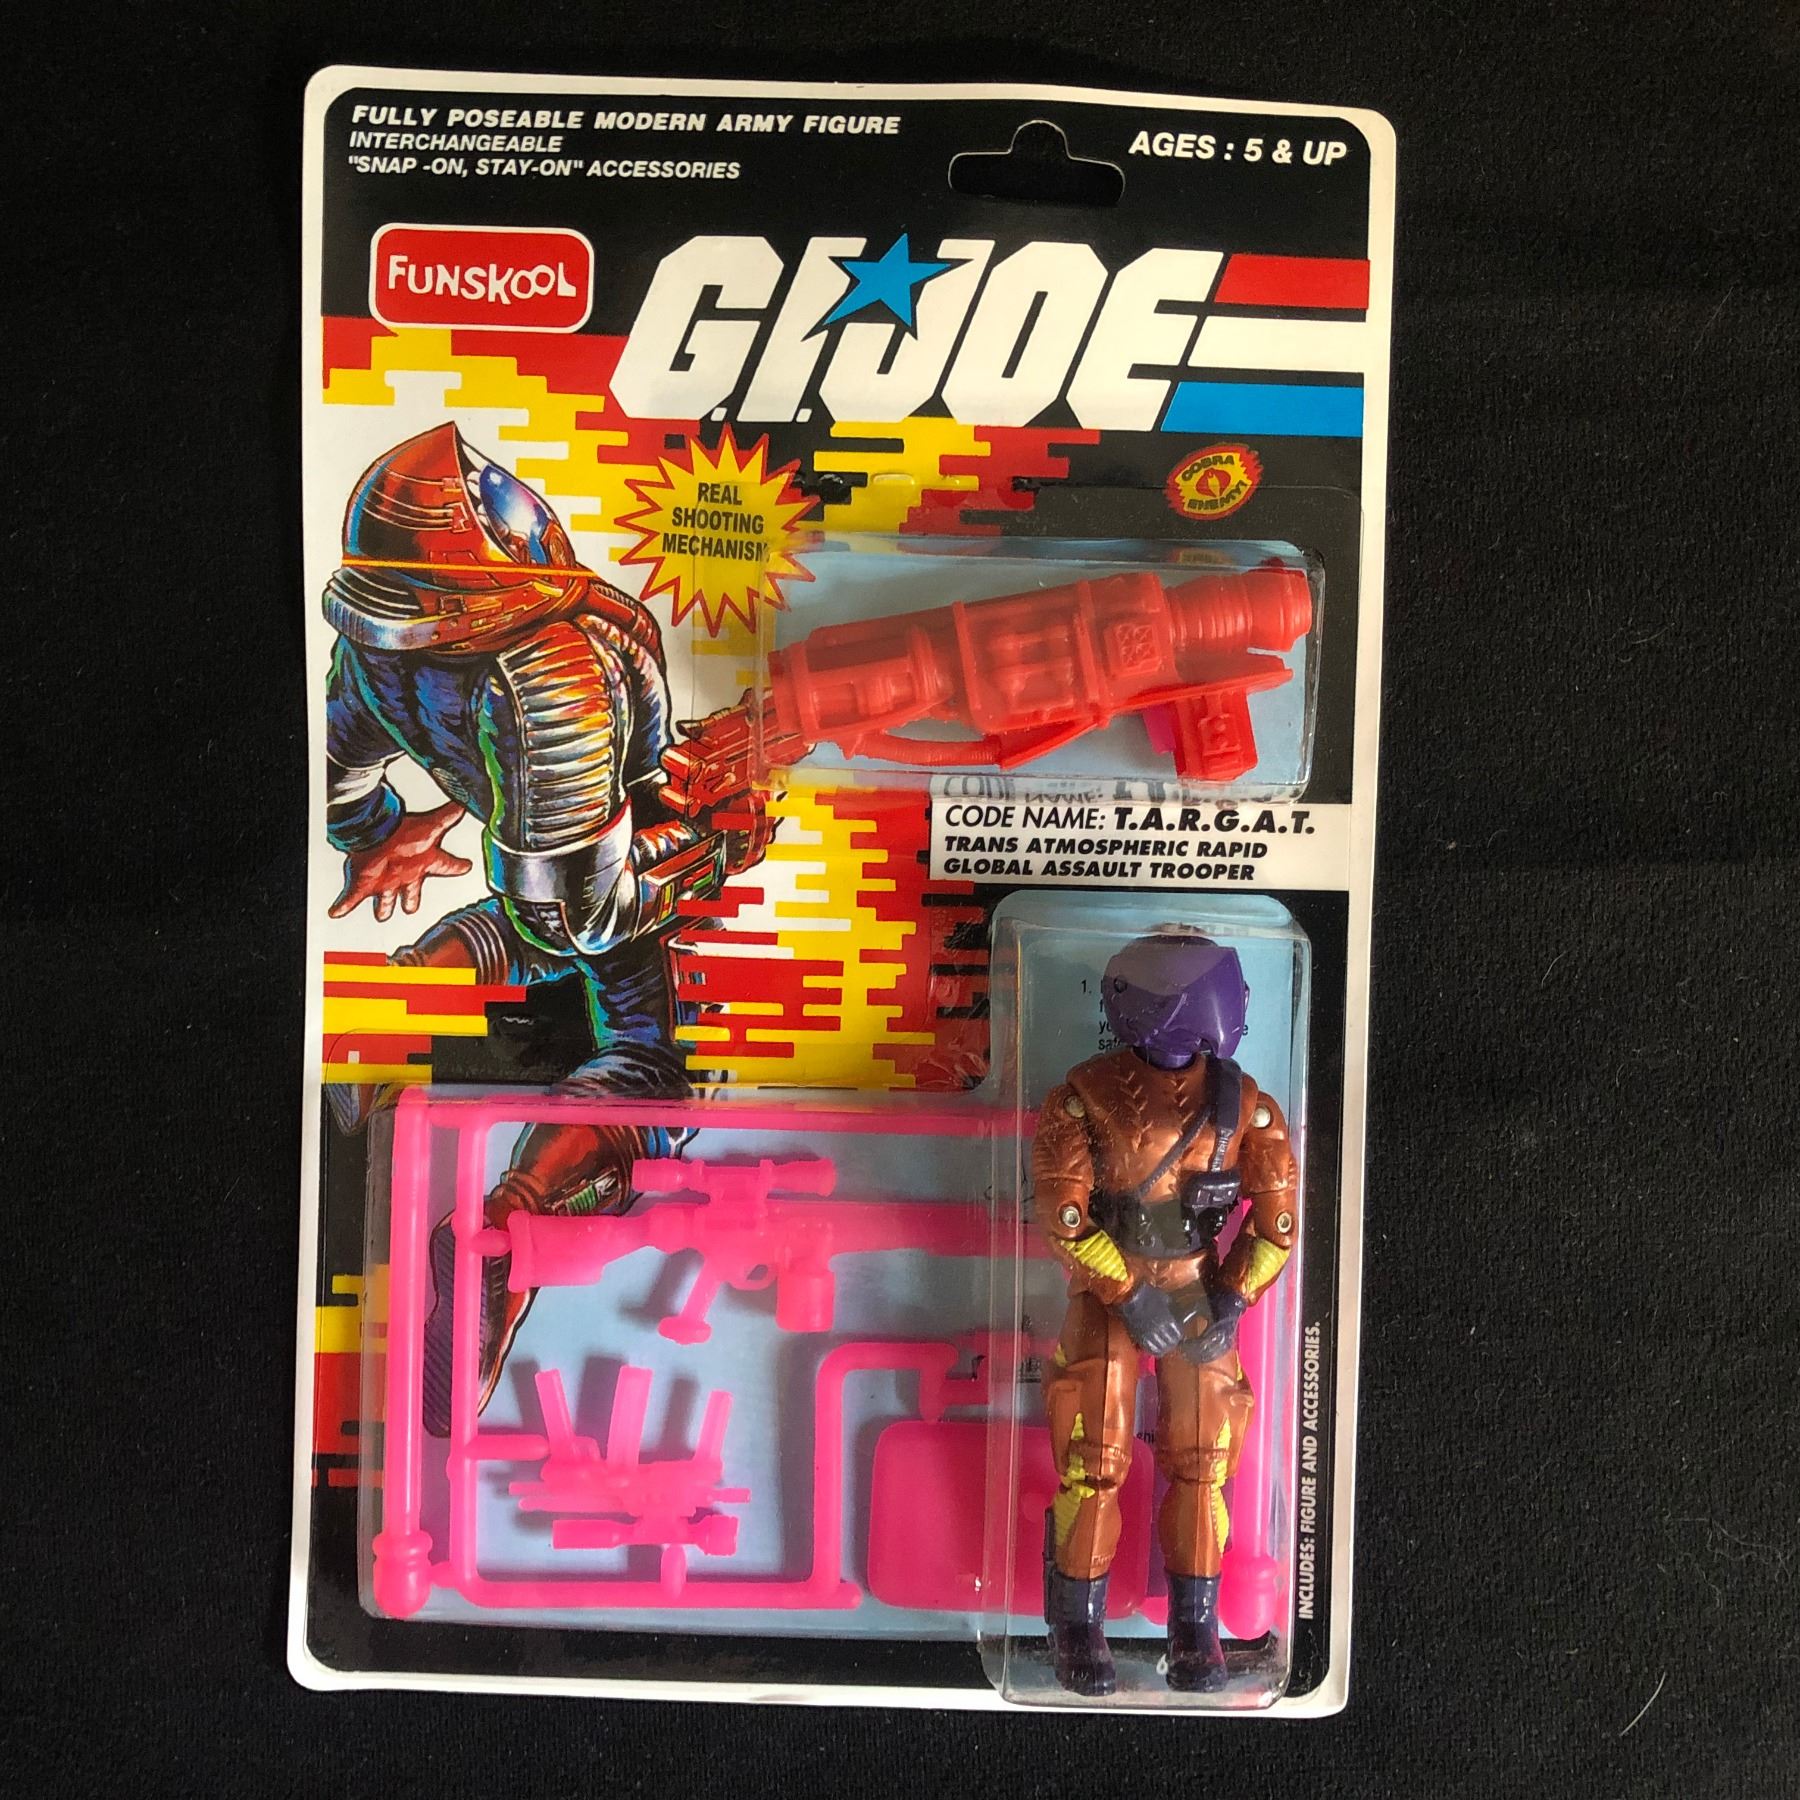 FULLY POSEABLE MODERN ARMY FIGURE
INTERCHANGEABLE
"SNAP -ON, STAY-ON" ACCESSORIES
AGES : 5 & UP
FUNSKOOL
G.I.JOE
REAL
SHOOTING
MECHANISM
COBRA
ENEMY!
CODE NAME: T.A.R.G.A.T.
TRANS ATMOSPHERIC RAPID
GLOBAL ASSAULT TROOPER
1.
INCLUDES: FIGURE AND ACCESSORIES.